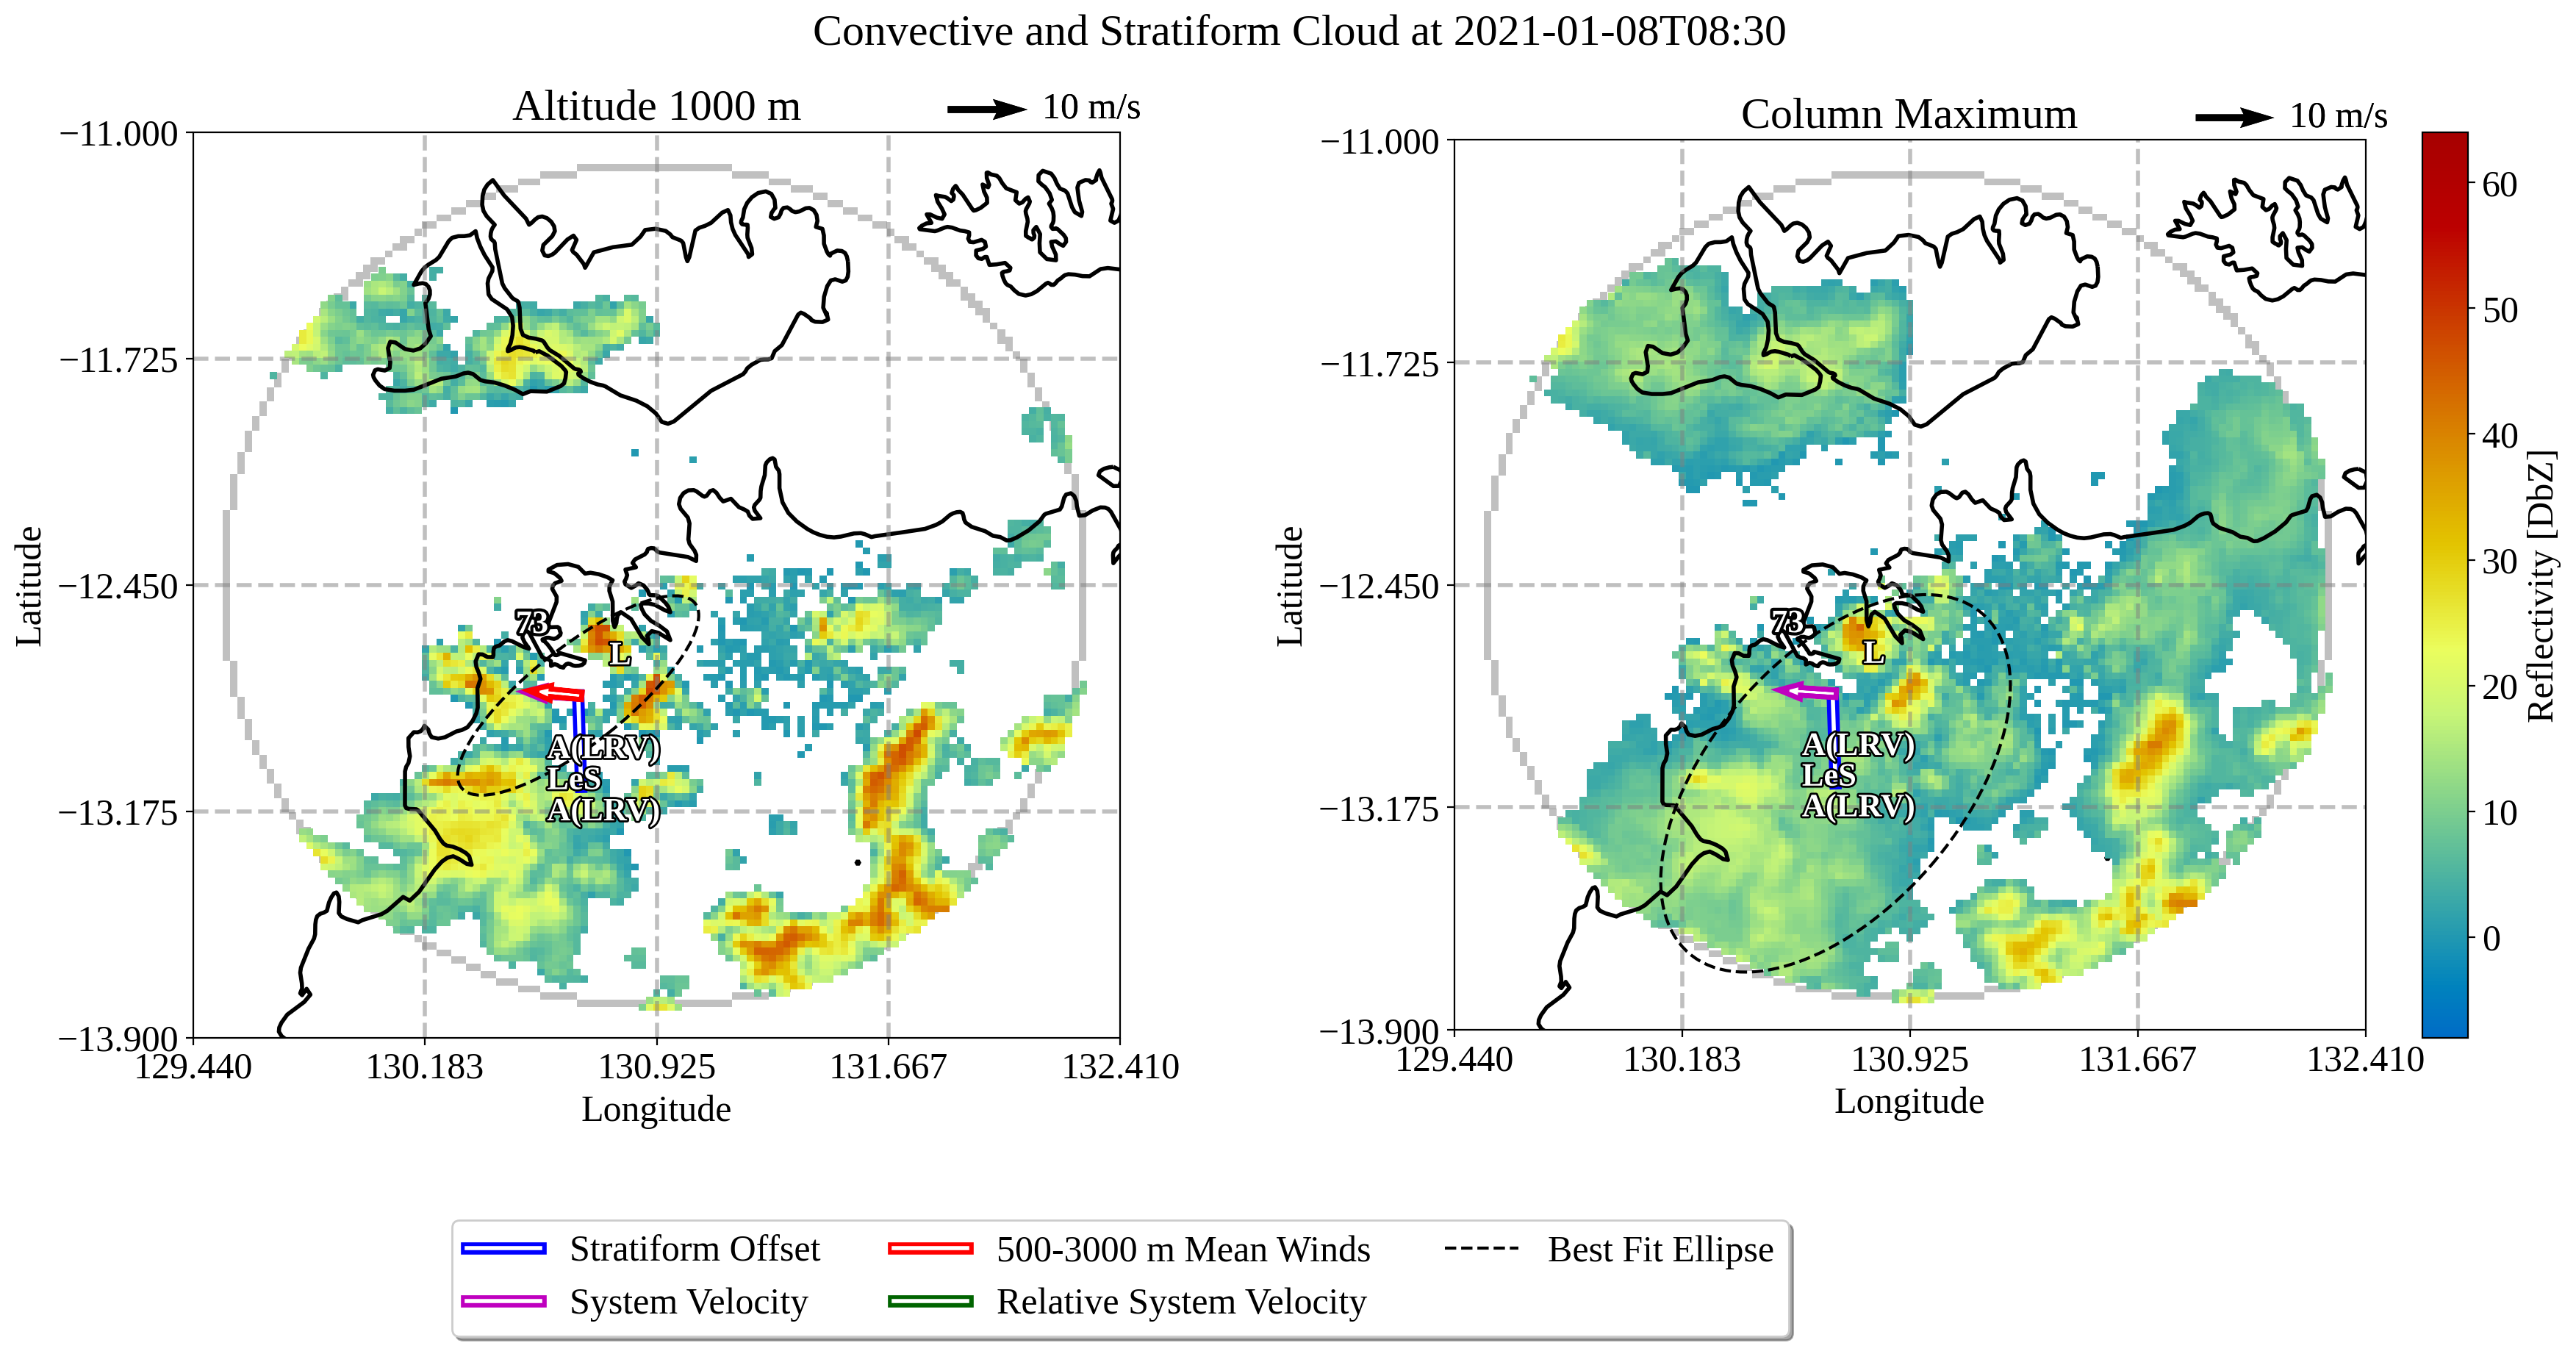 Convective and Stratiform Cloud at 2021-01-08T08:30
Altitude 1000 m
10 m/s
−11.000
−11.725
−12.450
−13.175
−13.900
Latitude
73
L
A(LRV)
LeS
A(LRV)
129.440
130.183
130.925
131.667
132.410
Longitude
Column Maximum
10 m/s
−11.000
−11.725
−12.450
−13.175
−13.900
Latitude
73
L
A(LRV)
LeS
A(LRV)
129.440
130.183
130.925
131.667
132.410
Longitude
60
50
40
30
20
10
0
Reflectivity [DbZ]
Stratiform Offset
500-3000 m Mean Winds
Best Fit Ellipse
System Velocity
Relative System Velocity